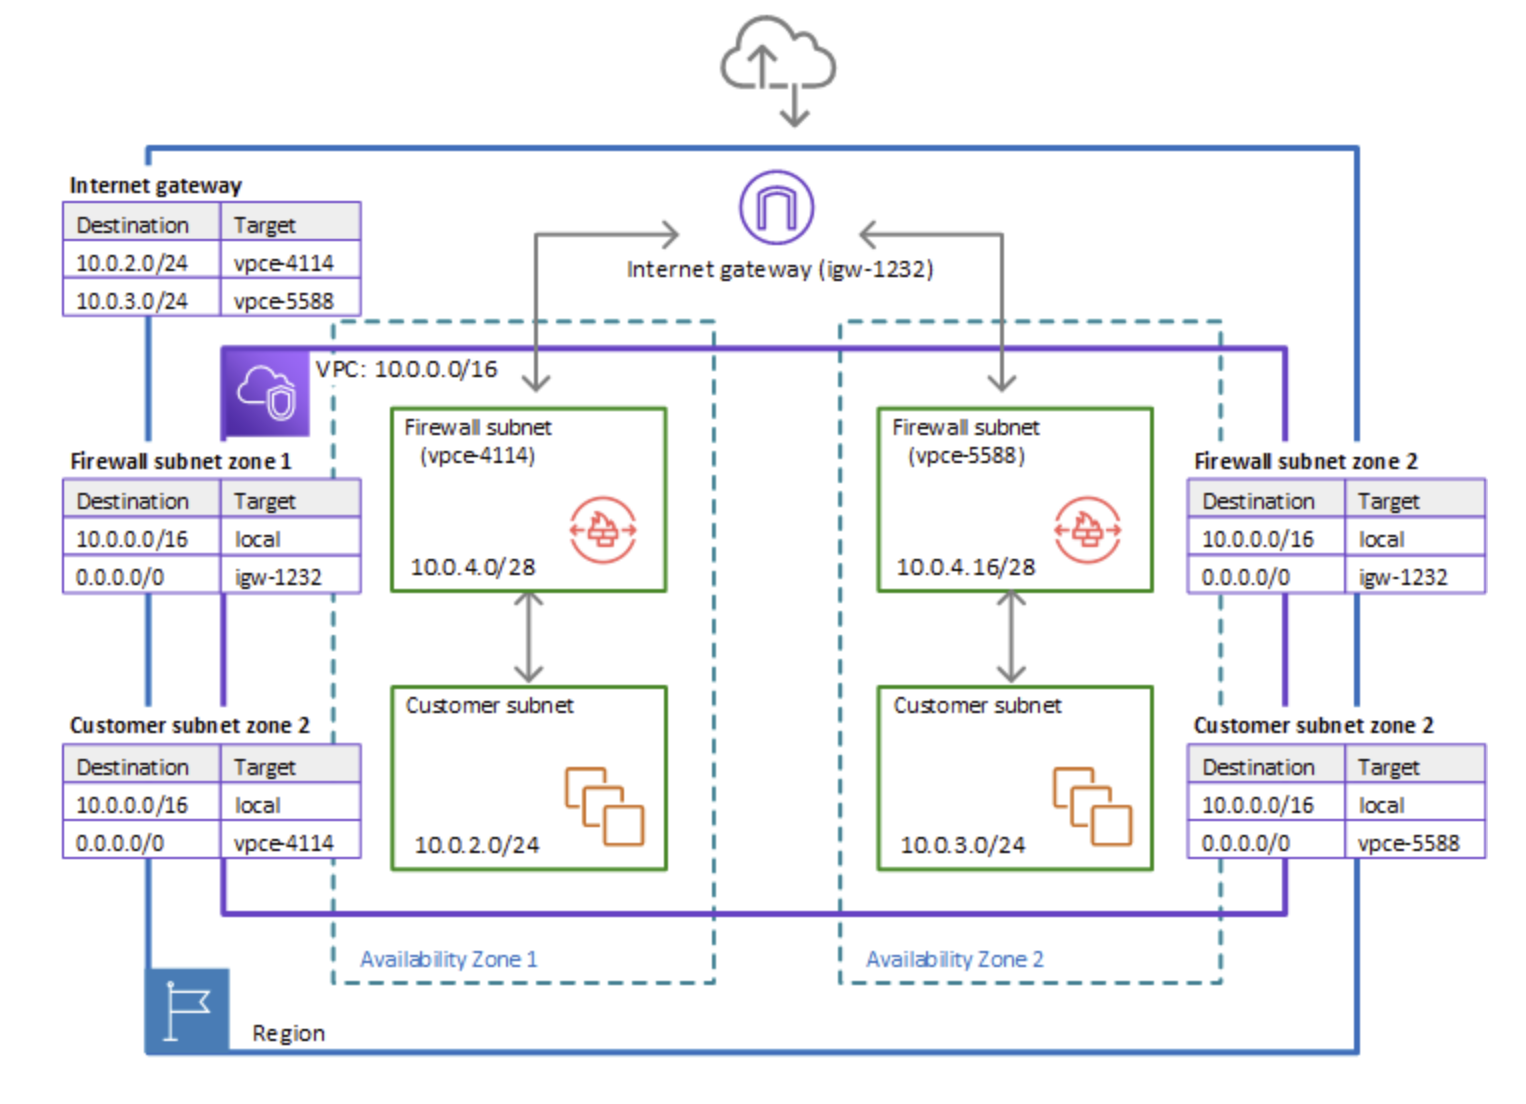 Internet gateway
Destination Target
10.0.2.0/24 vpce-4114
10.0.3.0/24 vpce-5588
Internet gateway (igw-1232)
VPC: 10.0.0.0/16
Firewall subnet
(vpce-4114)
10.0.4.0/28
Firewall subnet
(vpce-5588)
10.0.4.16/28
Firewall subnet zone 1
Destination Target
10.0.0.0/16 local
0.0.0.0/0 igw-1232
Firewall subnet zone 2
Destination Target
10.0.0.0/16 local
0.0.0.0/0 igw-1232
Customer subnet zone 2
Destination Target
10.0.0.0/16 local
0.0.0.0/0 vpce-4114
Customer subnet
10.0.2.0/24
Customer subnet
10.0.3.0/24
Customer subnet zone 2
Destination Target
10.0.0.0/16 local
0.0.0.0/0 vpce-5588
Availability Zone 1
Availability Zone 2
Region